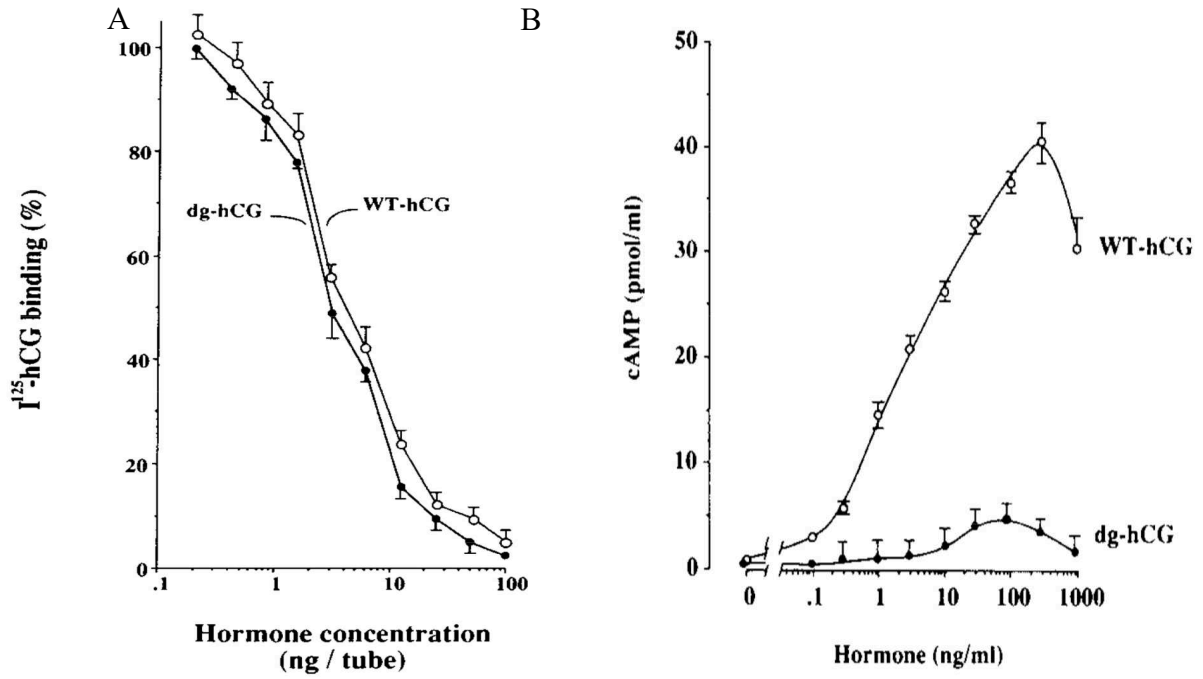 A
B
100
80
60
40
20
0
.1
1
10
100
I¹²⁵-hCG binding (%)
dg-hCG
WT-hCG
Hormone concentration
(ng / tube)
50
40
30
20
10
0
0
.1
1
10
100
1000
cAMP (pmol/ml)
WT-hCG
dg-hCG
Hormone (ng/ml)